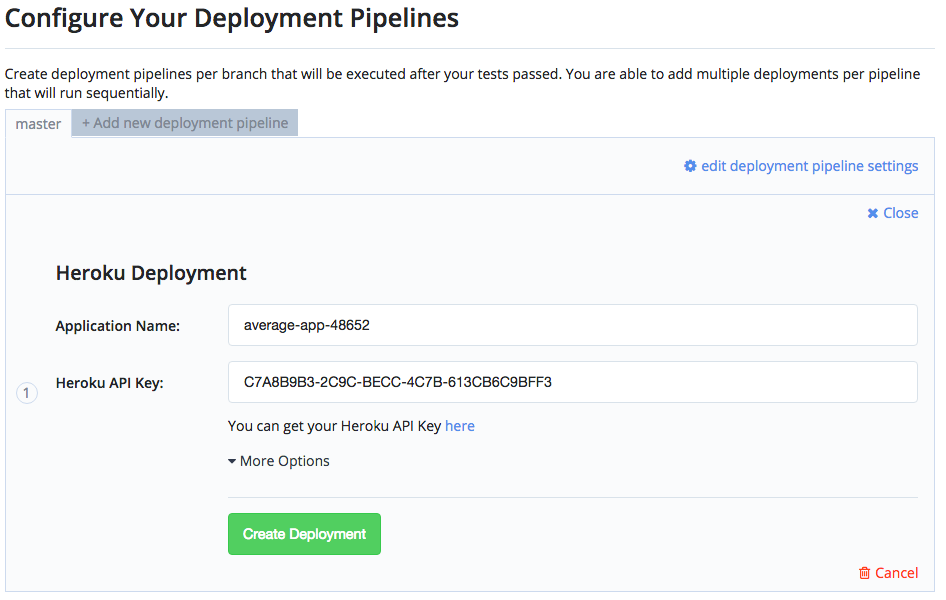 Configure Your Deployment Pipelines
Create deployment pipelines per branch that will be executed after your tests passed. You are able to add multiple deployments per pipeline
that will run sequentially.
master
+ Add new deployment pipeline
edit deployment pipeline settings
Close
Heroku Deployment
Application Name:
average-app-48652
1
Heroku API Key:
C7A8B9B3-2C9C-BECC-4C7B-613CB6C9BFF3
You can get your Heroku API Key here
More Options
Create Deployment
Cancel